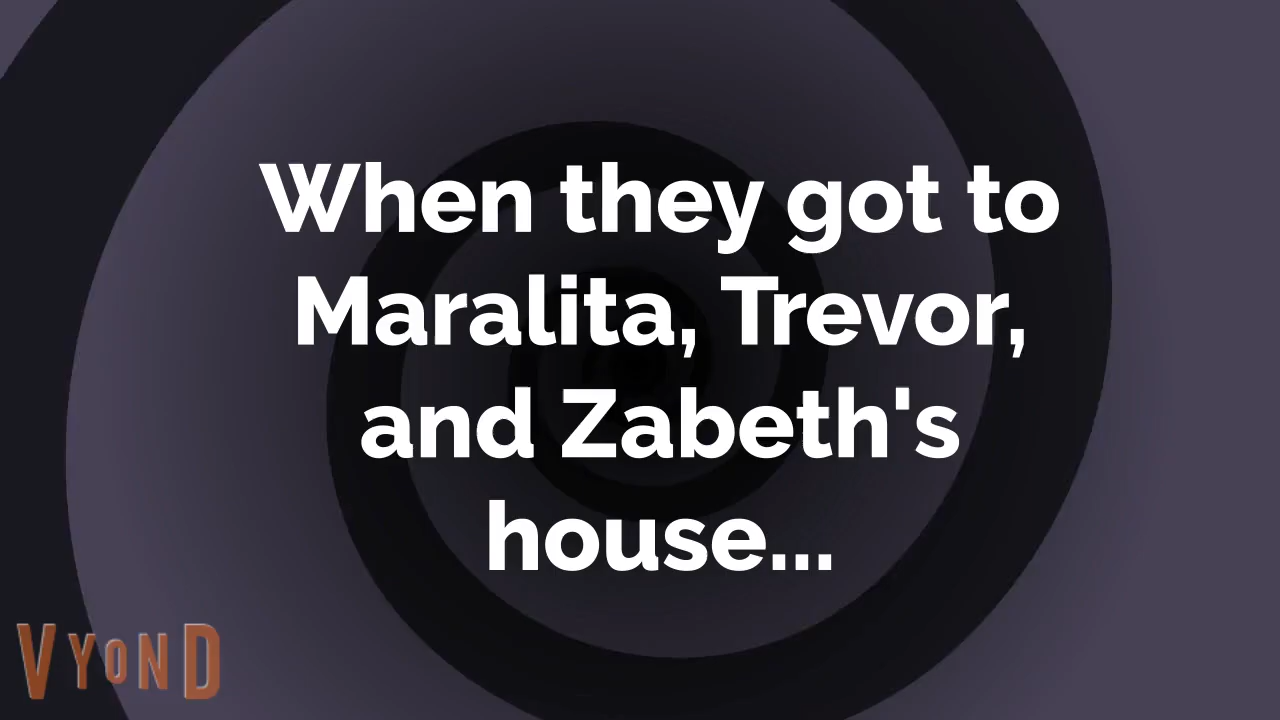 When they got to
Maralita, Trevor,
and Zabeth's
house...
VYOND